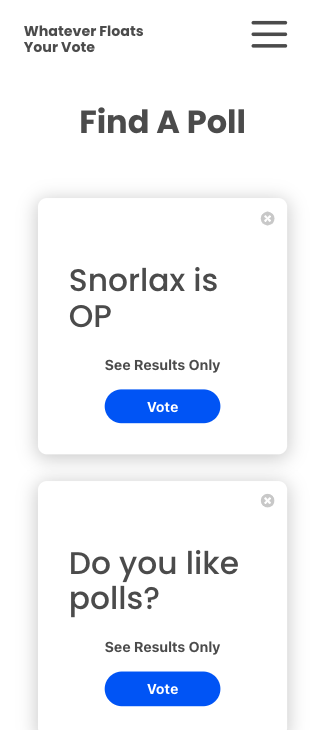 Whatever Floats
Your Vote
Find A Poll
Snorlax is
OP
See Results Only
Vote
Do you like
polls?
See Results Only
Vote